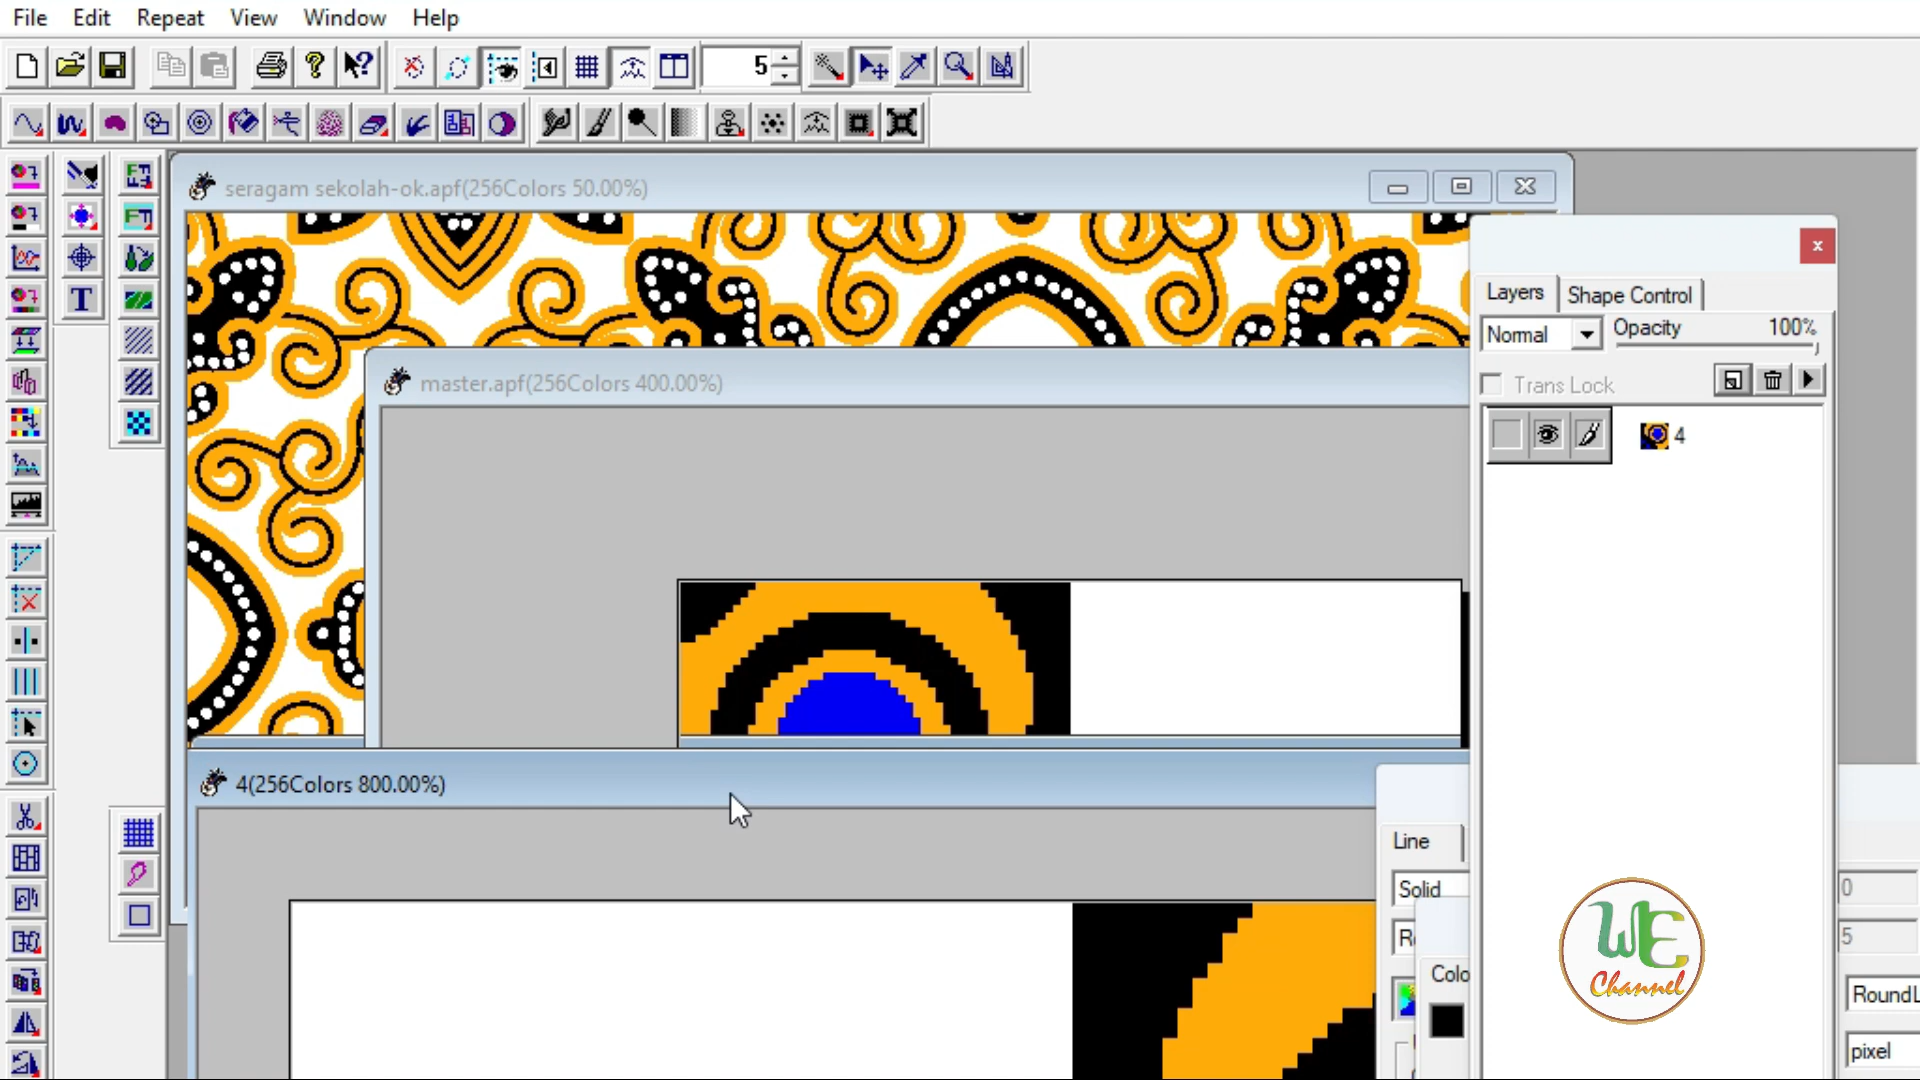 File Edit Repeat View Window Help
5
T
seragam sekolah-ok.apf(256Colors 50.00%)
Layers Shape Control
Normal Opacity 100%
Trans Lock
4
master.apf(256Colors 400.00%)
4(256Colors 800.00%)
Line
Solid
0
5
Colo
RoundL
pixel
WE
Channel